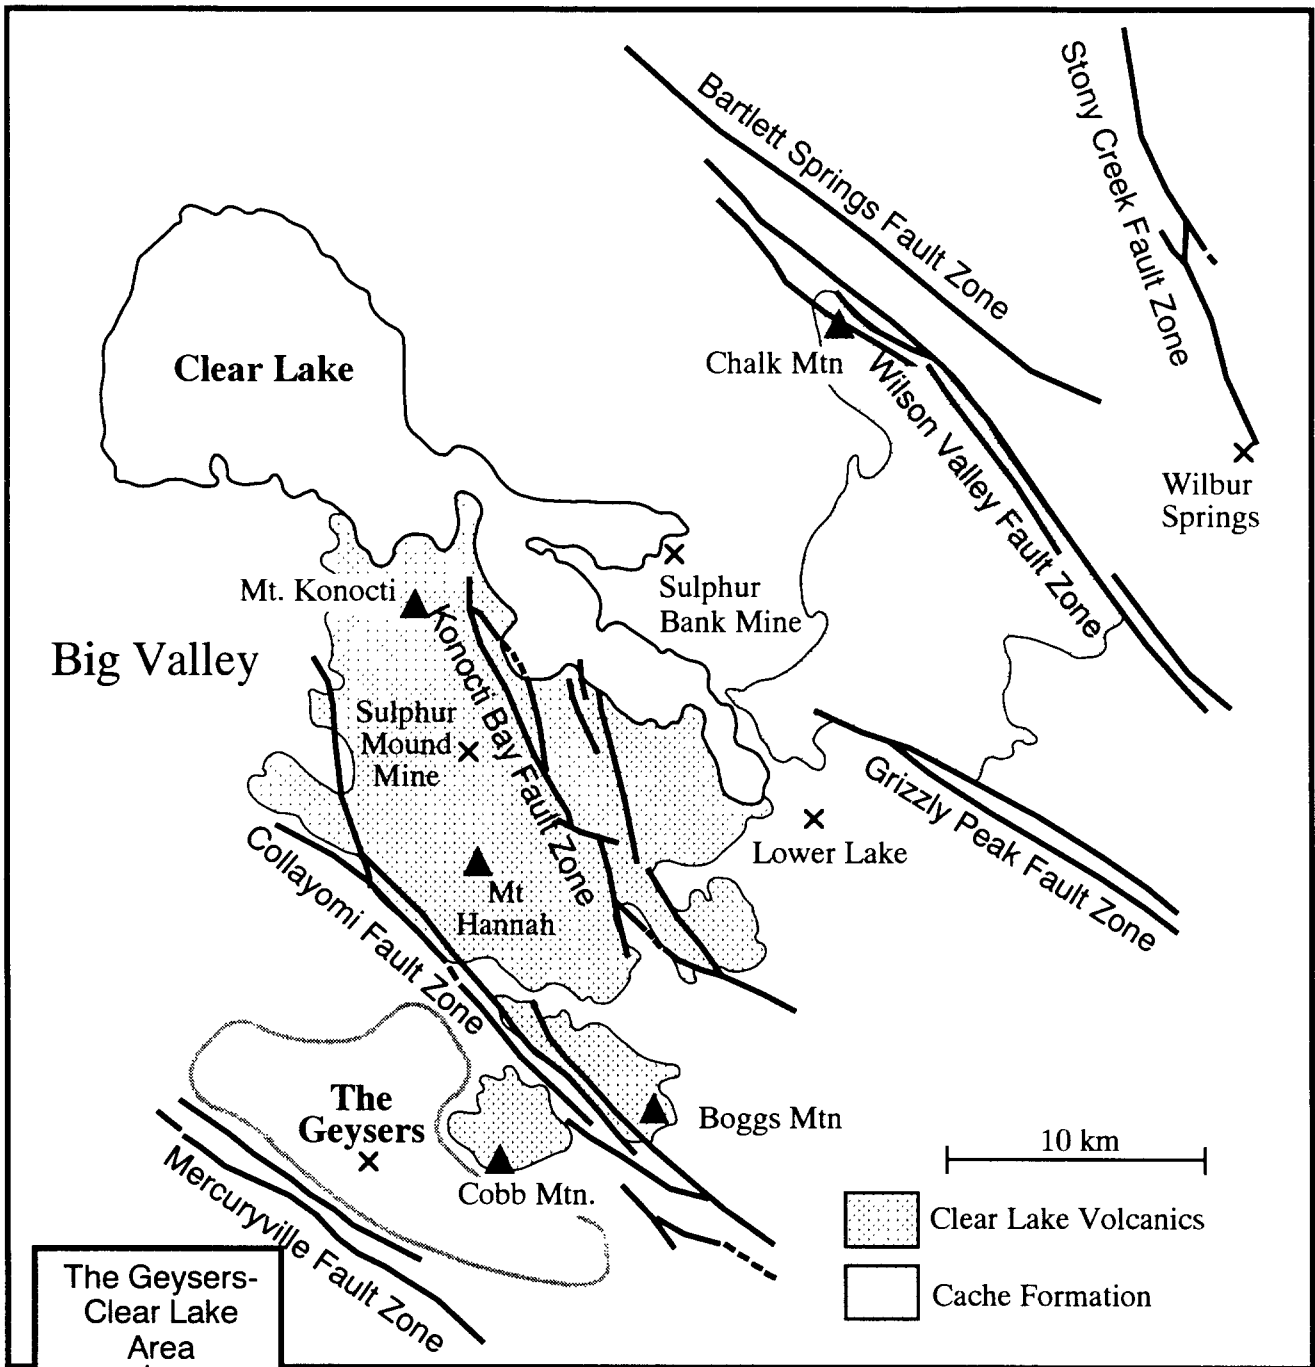 Bartlett Springs Fault Zone
Stony Creek Fault Zone
Clear Lake
Chalk Mtn
Wilson Valley Fault Zone
Wilbur
Springs
Mt. Konocti
Sulphur
Bank Mine
Big Valley
Konocti Bay Fault Zone
Sulphur
Mound
Mine
Grizzly Peak Fault Zone
Lower Lake
Collayomi Fault Zone
Mt
Hannah
The
Geysers
Boggs Mtn
Cobb Mtn.
Mercuryville Fault Zone
10 km
Clear Lake Volcanics
Cache Formation
The Geysers-
Clear Lake
Area